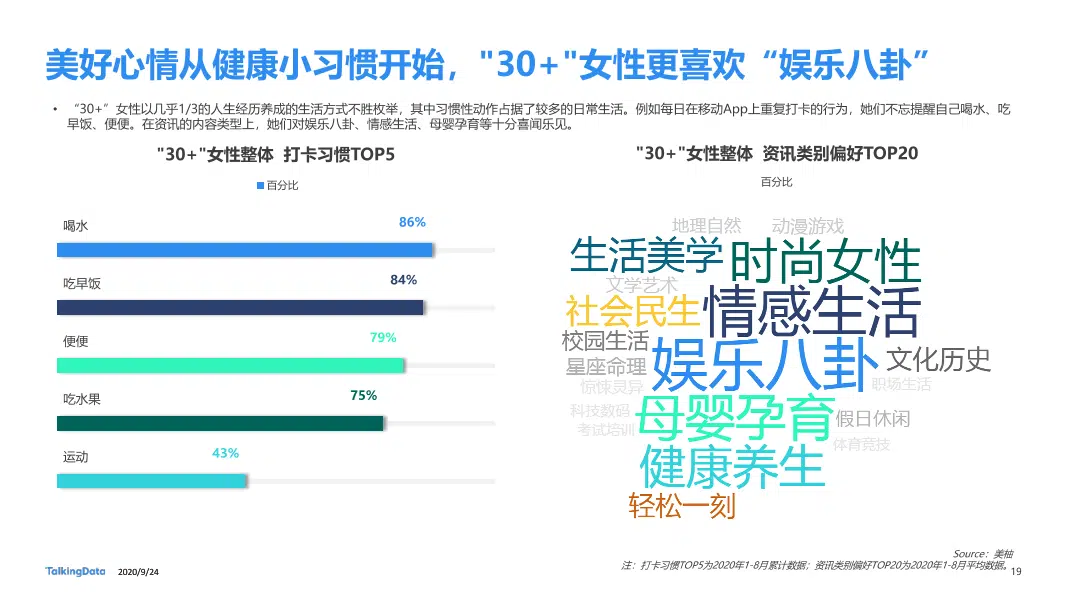 美好心情从健康小习惯开始，"30+"女性更喜欢“娱乐八卦”
• “30+”女性以几乎1/3的人生经历养成的生活方式不胜枚举，其中习惯性动作占据了较多的日常生活。例如每日在移动App上重复打卡的行为，她们不忘提醒自己喝水、吃
早饭、便便。在资讯的内容类型上，她们对娱乐八卦、情感生活、母婴孕育等十分喜闻乐见。
"30+"女性整体 打卡习惯TOP5
百分比
喝水 86%
吃早饭 84%
便便 79%
吃水果 75%
运动 43%
"30+"女性整体 资讯类别偏好TOP20
百分比
地理自然 动漫游戏
生活美学 时尚女性
文学艺术
社会民生 情感生活
校园生活
星座命理 娱乐八卦 文化历史
惊悚灵异 职场生活
科技数码 母婴孕育 假日休闲
考试培训
体育竞技
健康养生
轻松一刻
Source：美柚
注：打卡习惯TOP5为2020年1-8月累计数据；资讯类别偏好TOP20为2020年1-8月平均数据。
TalkingData 2020/9/24
19